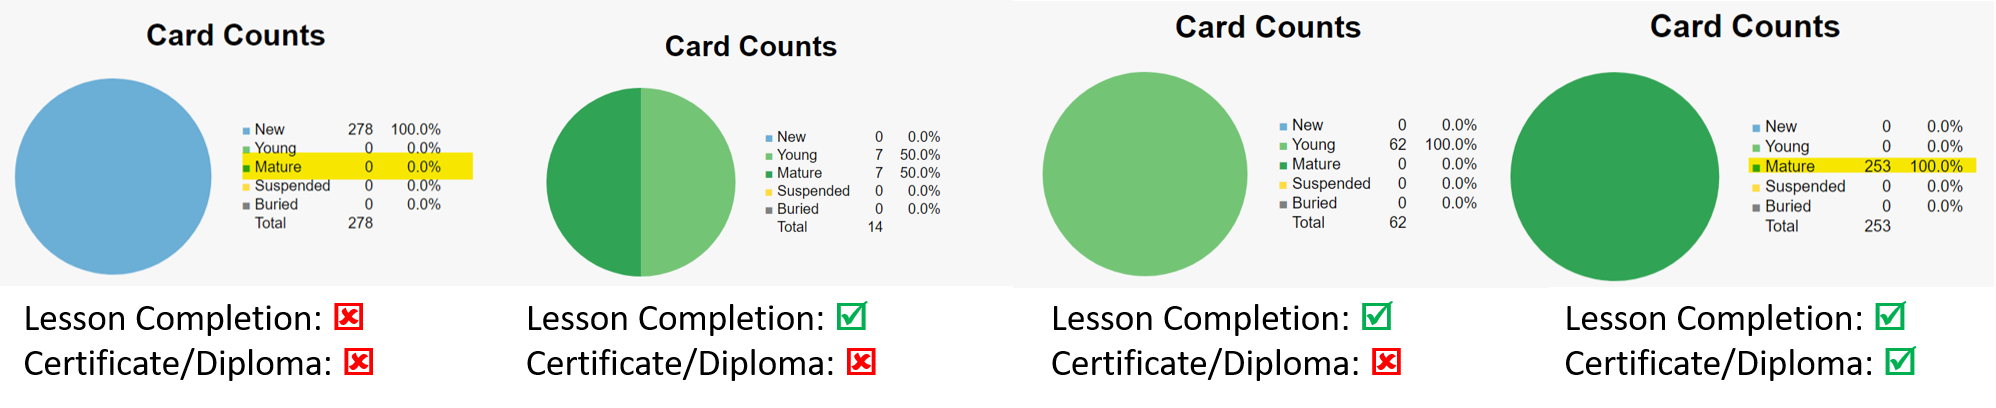 Card Counts
New 278 100.0%
Young 0 0.0%
Mature 0 0.0%
Suspended 0 0.0%
Buried 0 0.0%
Total 278
Lesson Completion:
Certificate/Diploma:
Card Counts
New 0 0.0%
Young 7 50.0%
Mature 7 50.0%
Suspended 0 0.0%
Buried 0 0.0%
Total 14
Lesson Completion:
Certificate/Diploma:
Card Counts
New 0 0.0%
Young 62 100.0%
Mature 0 0.0%
Suspended 0 0.0%
Buried 0 0.0%
Total 62
Lesson Completion:
Certificate/Diploma:
Card Counts
New 0 0.0%
Young 0 0.0%
Mature 253 100.0%
Suspended 0 0.0%
Buried 0 0.0%
Total 253
Lesson Completion:
Certificate/Diploma: